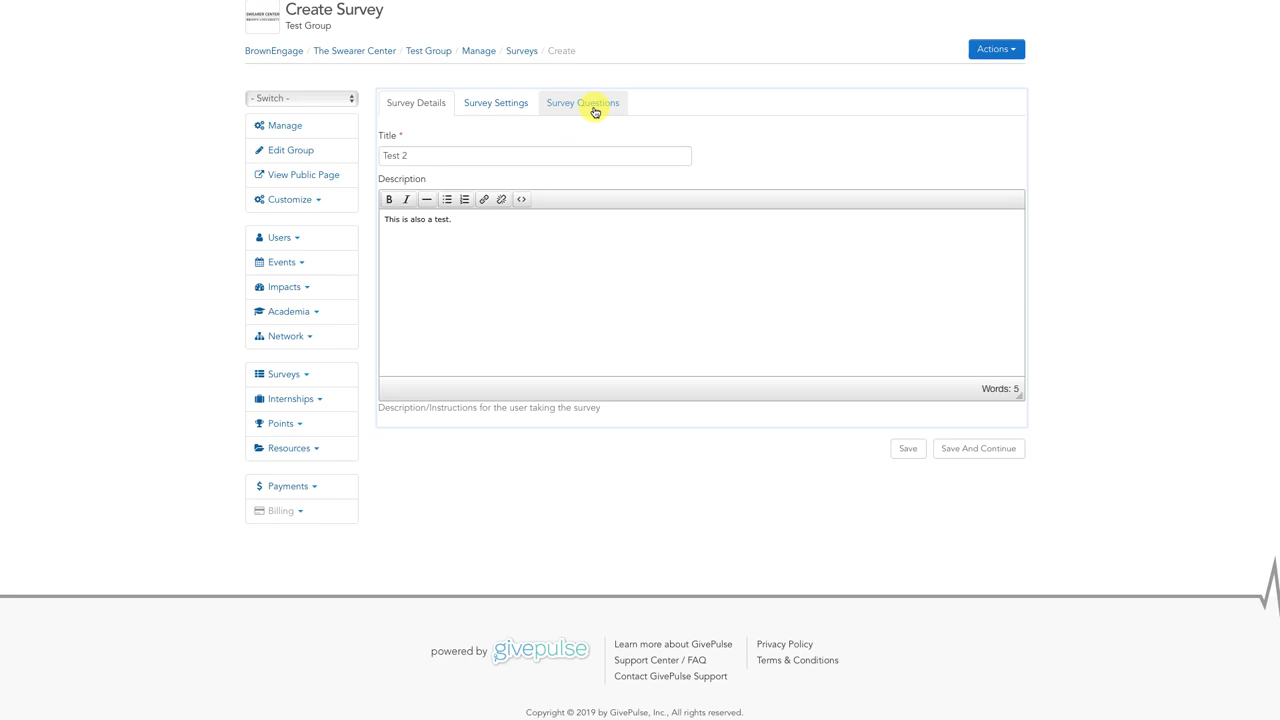 SWEARER CENTER
BROWN UNIVERSITY
Create Survey
Test Group
BrownEngage / The Swearer Center / Test Group / Manage / Surveys / Create
Actions
- Switch -
Manage
Edit Group
View Public Page
Customize
Users
Events
Impacts
Academia
Network
Surveys
Internships
Points
Resources
Payments
Billing
Survey Details
Survey Settings
Survey Questions
Title *
Test 2
Description
B I
This is also a test.
Words: 5
Description/Instructions for the user taking the survey
Save
Save And Continue
powered by givepulse
Learn more about GivePulse
Support Center / FAQ
Contact GivePulse Support
Privacy Policy
Terms & Conditions
Copyright © 2019 by GivePulse, Inc., All rights reserved.